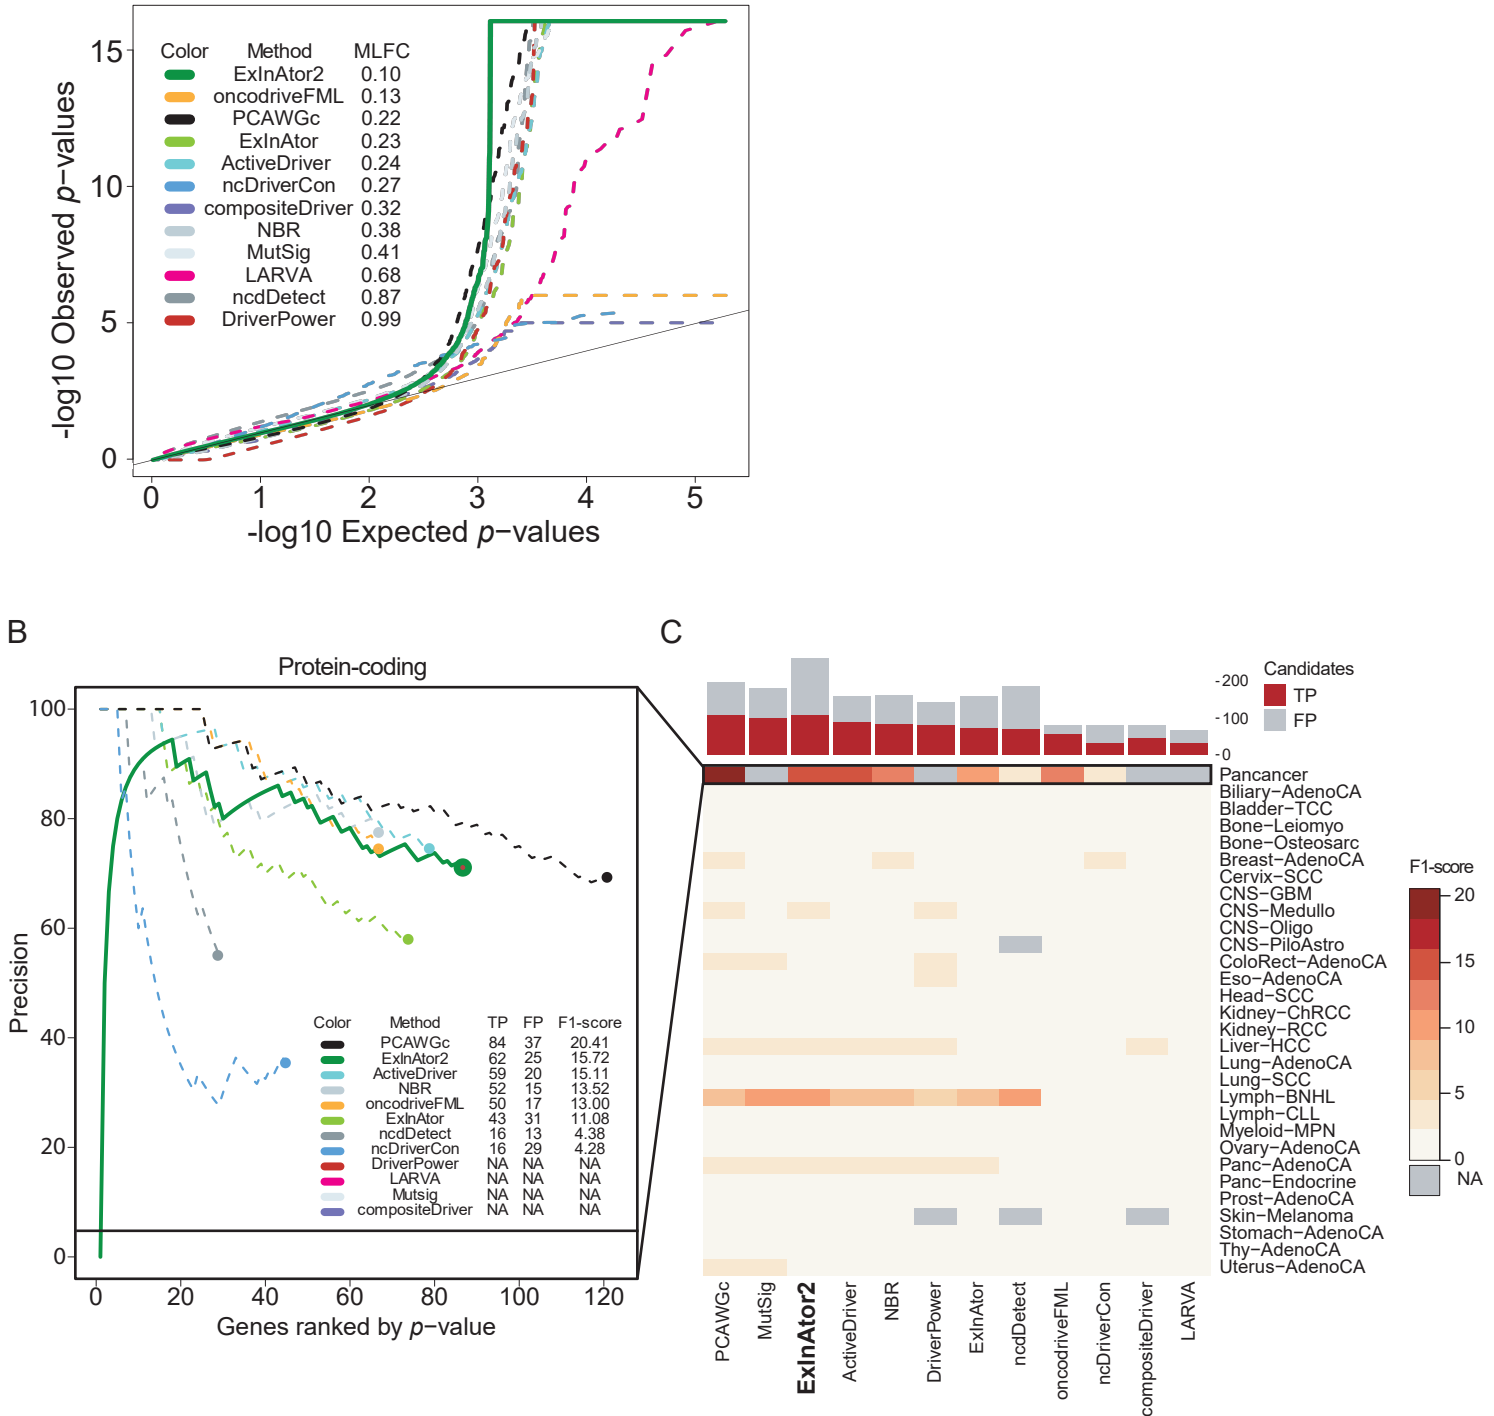 15
10
5
0
-log10 Observed p-values
Color Method MLFC
ExInAtor2 0.10
oncodriveFML 0.13
PCAWGc 0.22
ExInAtor 0.23
ActiveDriver 0.24
ncDriverCon 0.27
compositeDriver 0.32
NBR 0.38
MutSig 0.41
LARVA 0.68
ncdDetect 0.87
DriverPower 0.99
0 1 2 3 4 5
-log10 Expected p−values
B
Protein-coding
100
80
60
40
20
0
Precision
Color Method TP FP F1-score
PCAWGc 84 37 20.41
ExInAtor2 62 25 15.72
ActiveDriver 59 20 15.11
NBR 52 15 13.52
oncodriveFML 50 17 13.00
ExInAtor 43 31 11.08
ncdDetect 16 13 4.38
ncDriverCon 16 29 4.28
DriverPower NA NA NA
LARVA NA NA NA
Mutsig NA NA NA
compositeDriver NA NA NA
0 20 40 60 80 100 120
Genes ranked by p−value
C
-200
-100
-0
Candidates
TP
FP
Pancancer
Biliary−AdenoCA
Bladder−TCC
Bone−Leiomyo
Bone−Osteosarc
Breast−AdenoCA
Cervix−SCC
CNS−GBM
CNS−Medullo
CNS−Oligo
CNS−PiloAstro
ColoRect−AdenoCA
Eso−AdenoCA
Head−SCC
Kidney−ChRCC
Kidney−RCC
Liver−HCC
Lung−AdenoCA
Lung−SCC
Lymph−BNHL
Lymph−CLL
Myeloid−MPN
Ovary−AdenoCA
Panc−AdenoCA
Panc−Endocrine
Prost−AdenoCA
Skin−Melanoma
Stomach−AdenoCA
Thy−AdenoCA
Uterus−AdenoCA
PCAWGc
MutSig
ExInAtor2
ActiveDriver
NBR
DriverPower
ExInAtor
ncdDetect
oncodriveFML
ncDriverCon
compositeDriver
LARVA
F1-score
20
15
10
5
0
NA